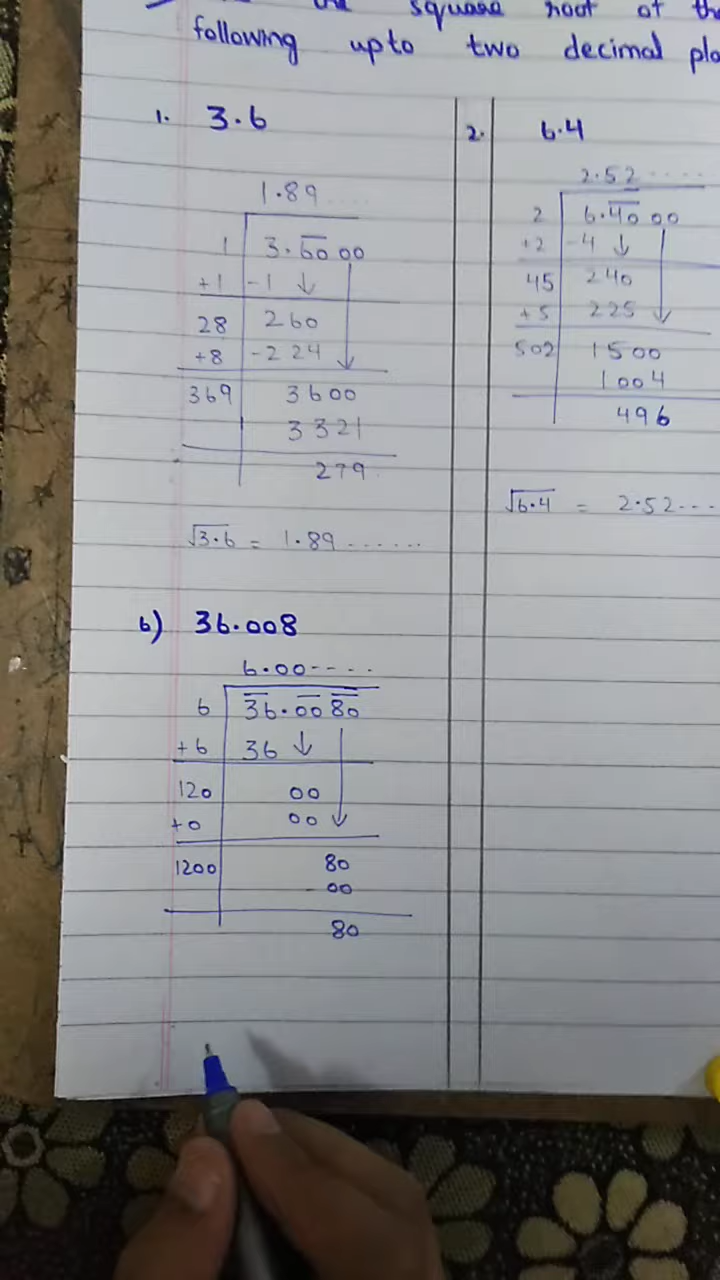 the square root of the
following upto two decimal
1. 3.6
1.89....
1 3.60 00
+1 -1 ↓
28 260
+8 -224 ↓
369 3600
3321
279
√3.6 = 1.89......
2. 6.4
2.52....
2 6.40 00
+2 -4 ↓
45 240
+5 225 ↓
502 1500
1004
496
√6.4 = 2.52...
b) 36.008
6.00----
6 36.00 80
+6 36 ↓
120 00
+0 00 ↓
1200 80
- 00
80